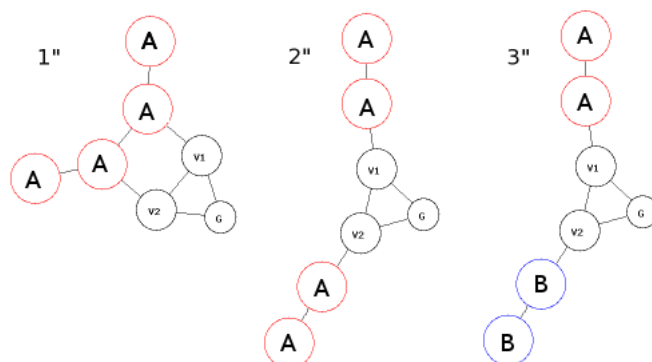 1" 2" 3"
A A A
A A A
A A V1 V1 V1
V2 G V2 G V2 G
A B
A B